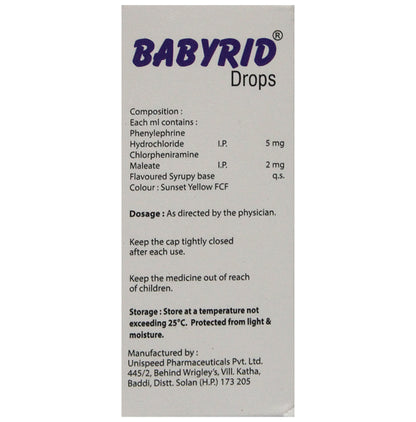 BABYRID®
Drops
Composition :
Each ml contains :
Phenylephrine
Hydrochloride I.P. 5 mg
Chlorpheniramine
Maleate I.P. 2 mg
Flavoured Syrupy base q.s.
Colour : Sunset Yellow FCF
Dosage : As directed by the physician.
Keep the cap tightly closed
after each use.
Keep the medicine out of reach
of children.
Storage : Store at a temperature not
exceeding 25°C. Protected from light &
moisture.
Manufactured by :
Unispeed Pharmaceuticals Pvt. Ltd.
445/2, Behind Wrigley's, Vill. Katha,
Baddi, Distt. Solan (H.P.) 173 205